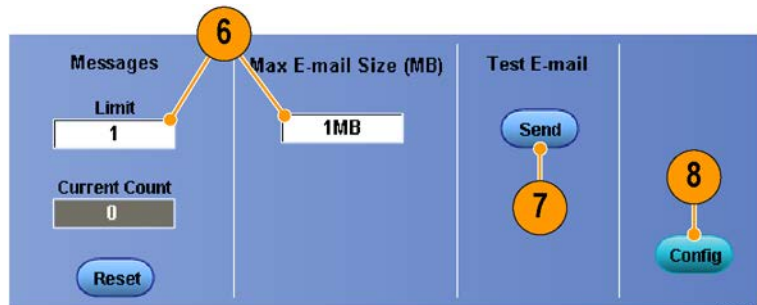 6
Messages
Max E-mail Size (MB)
Test E-mail
Limit
1
1MB
Send
Current Count
0
7
8
Reset
Config